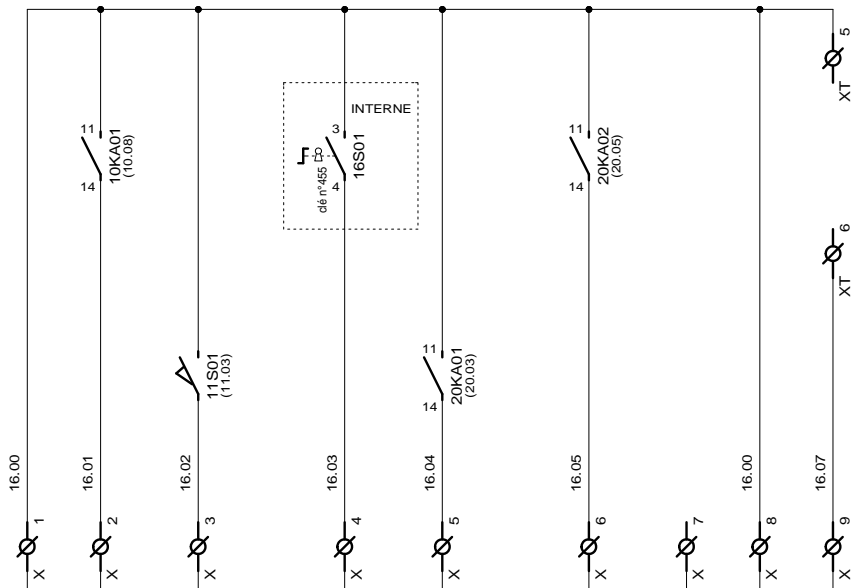 5
XT
INTERNE
11
14
10KA01
(10.08)
3
4
16S01
clé n°455
11
14
20KA02
(20.05)
6
XT
11S01
(11.03)
11
14
20KA01
(20.03)
16.00
16.01
16.02
16.03
16.04
16.05
16.00
16.07
1
2
3
4
5
6
7
8
9
X
X
X
X
X
X
X
X
X